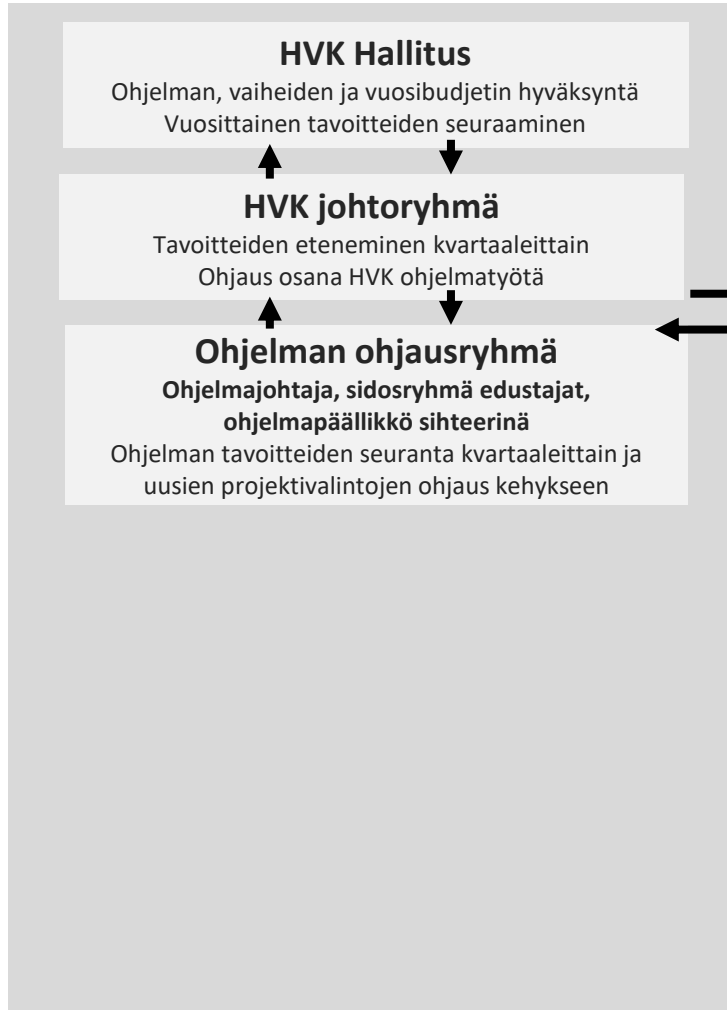 HVK Hallitus
Ohjelman, vaiheiden ja vuosibudjetin hyväksyntä
Vuosittainen tavoitteiden seuraaminen
HVK johtoryhmä
Tavoitteiden eteneminen kvartaaleittain
Ohjaus osana HVK ohjelmatyötä
Ohjelman ohjausryhmä
Ohjelmajohtaja, sidosryhmä edustajat,
ohjelmapäällikkö sihteerinä
Ohjelman tavoitteiden seuranta kvartaaleittain ja
uusien projektivalintojen ohjaus kehykseen